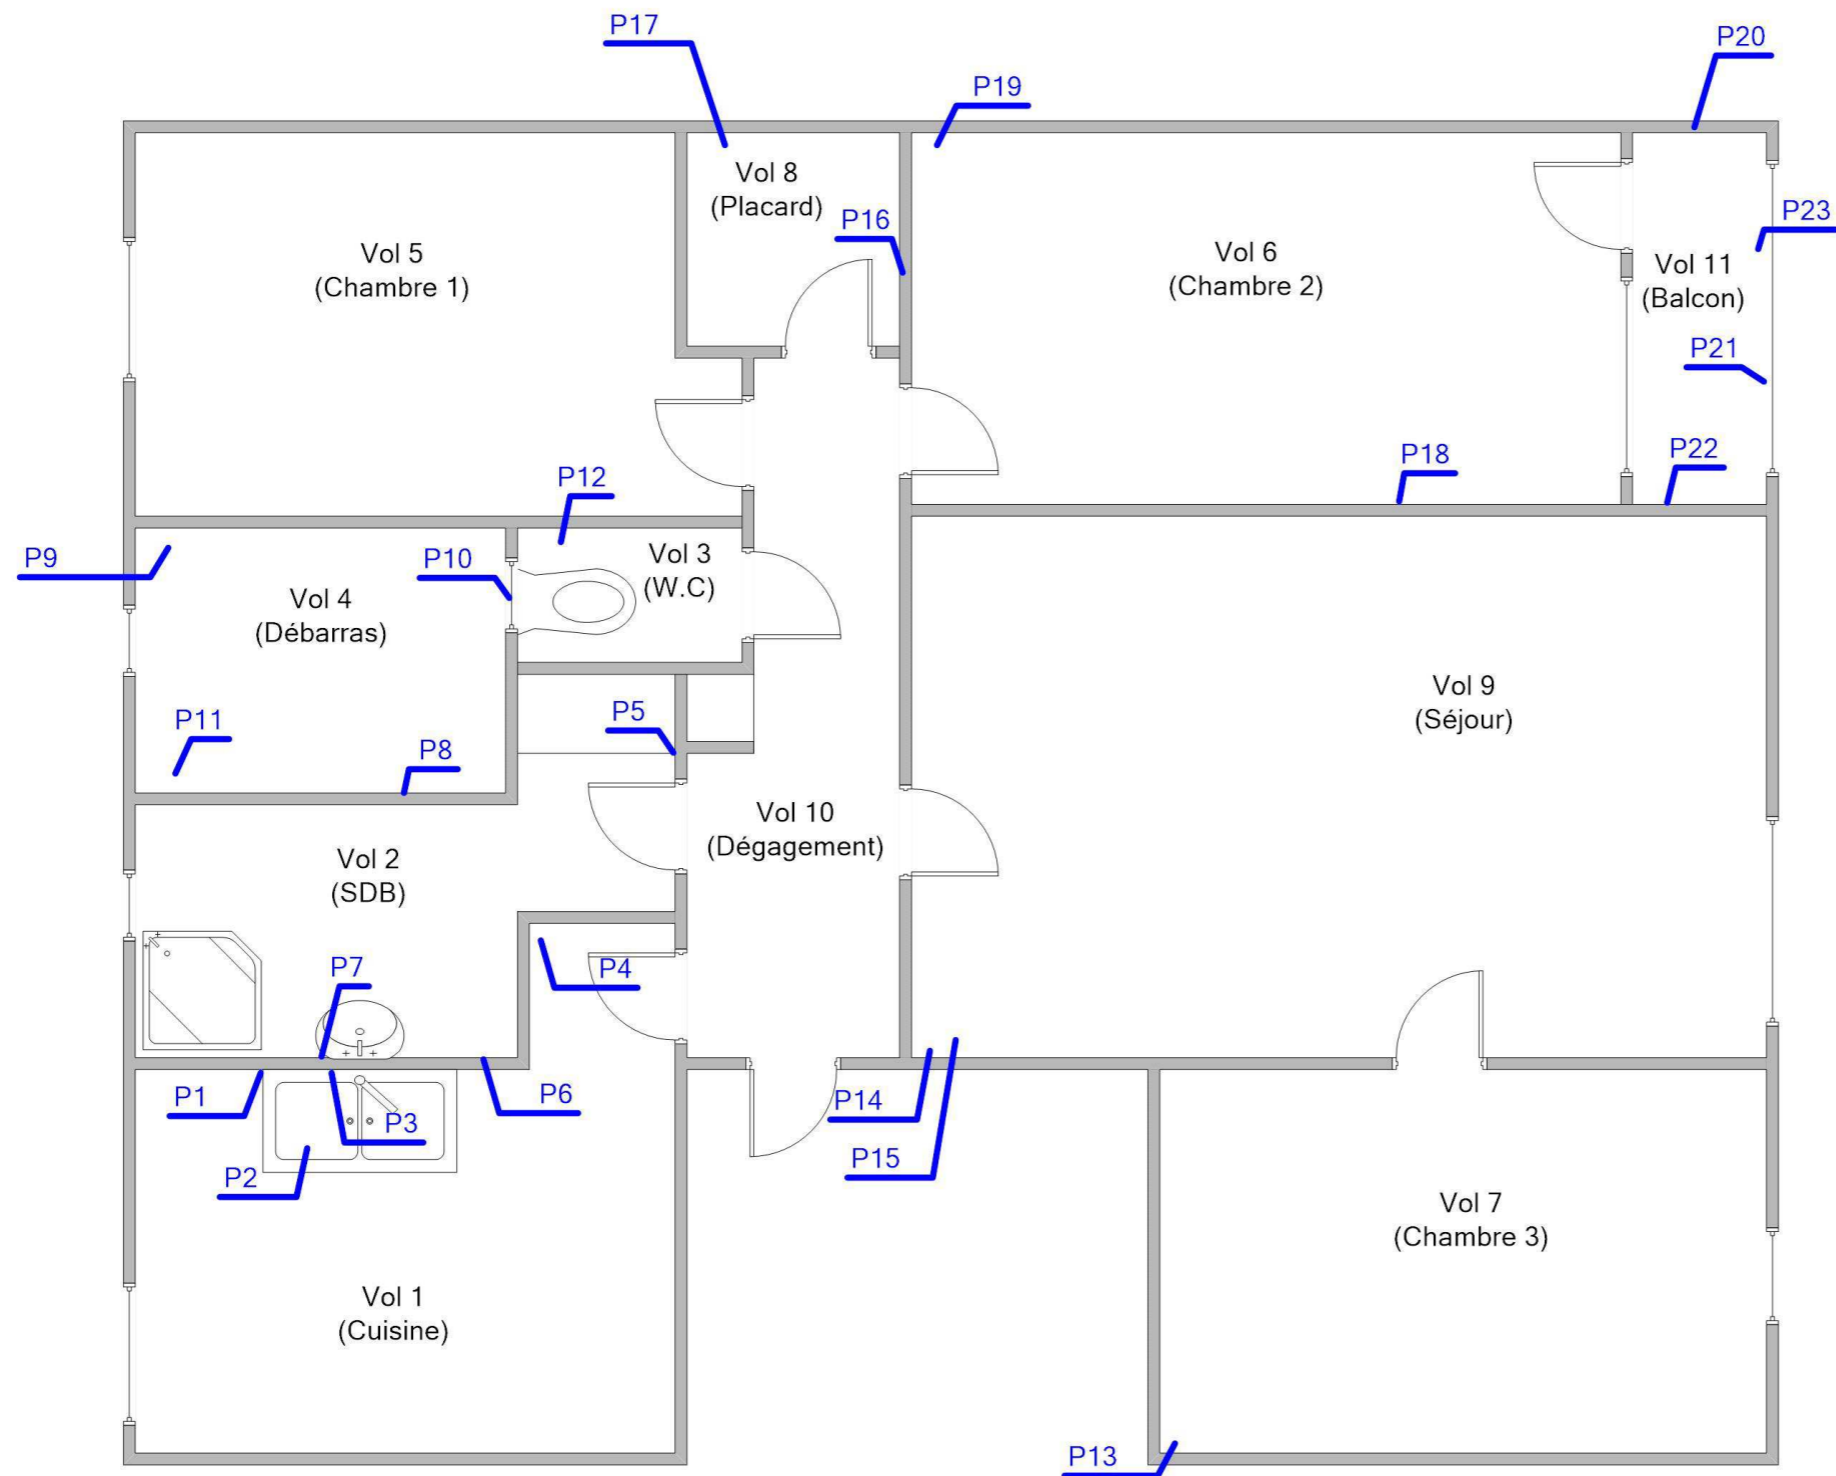 P17
P20
P19
Vol 8
(Placard)
P16
P23
Vol 5
(Chambre 1)
Vol 6
(Chambre 2)
Vol 11
(Balcon)
P21
P12
P18
P22
P9
P10
Vol 3
(W.C)
Vol 4
(Débarras)
P11
P5
P8
Vol 9
(Séjour)
Vol 10
(Dégagement)
Vol 2
(SDB)
P7
P4
P1
P3
P6
P14
P2
P15
Vol 7
(Chambre 3)
Vol 1
(Cuisine)
P13